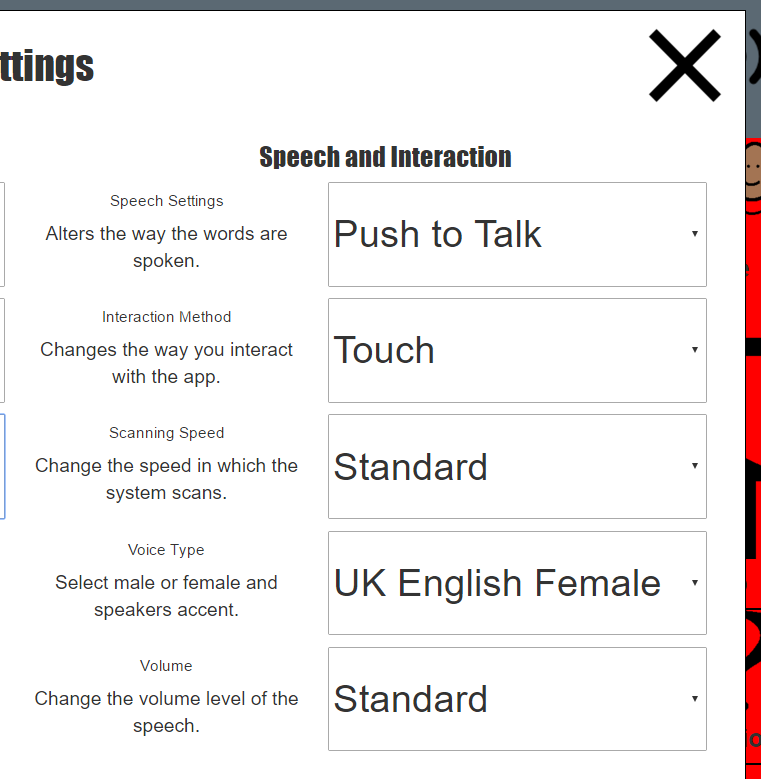 ttings
Speech and Interaction
Speech Settings
Alters the way the words are
spoken.
Push to Talk
Interaction Method
Changes the way you interact
with the app.
Touch
Scanning Speed
Change the speed in which the
system scans.
Standard
Voice Type
Select male or female and
speakers accent.
UK English Female
Volume
Change the volume level of the
speech.
Standard